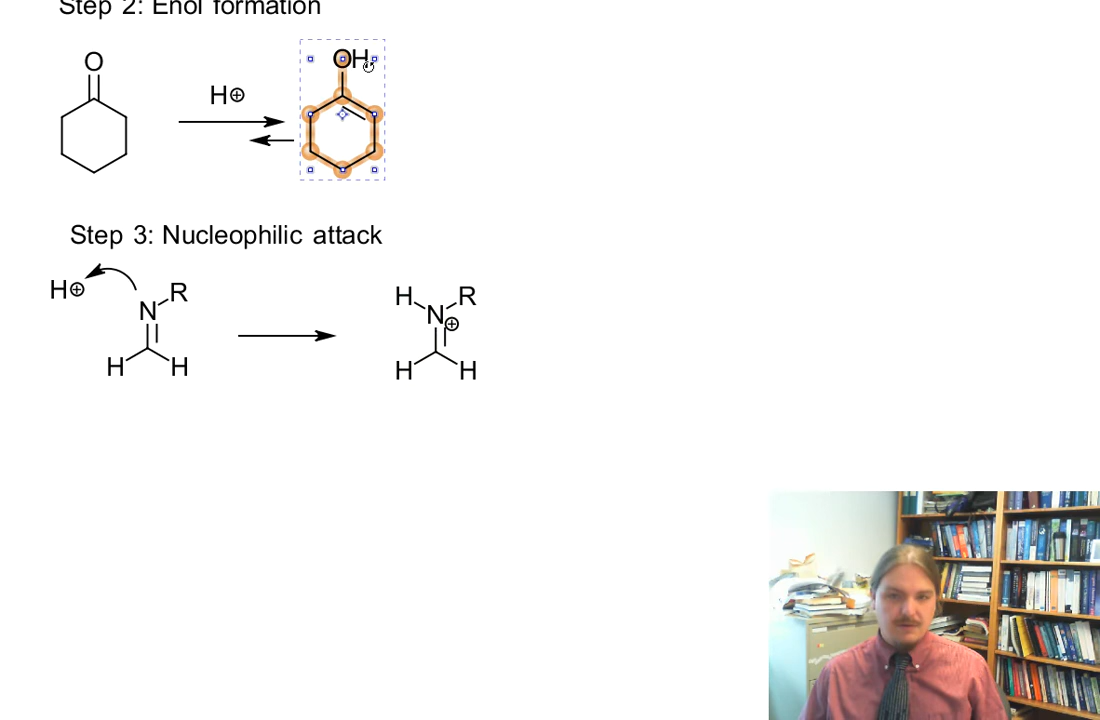 Step 2: Enol formation
O
OH
H⊕
Step 3: Nucleophilic attack
H⊕
N R
H H
H R
N⊕
H H